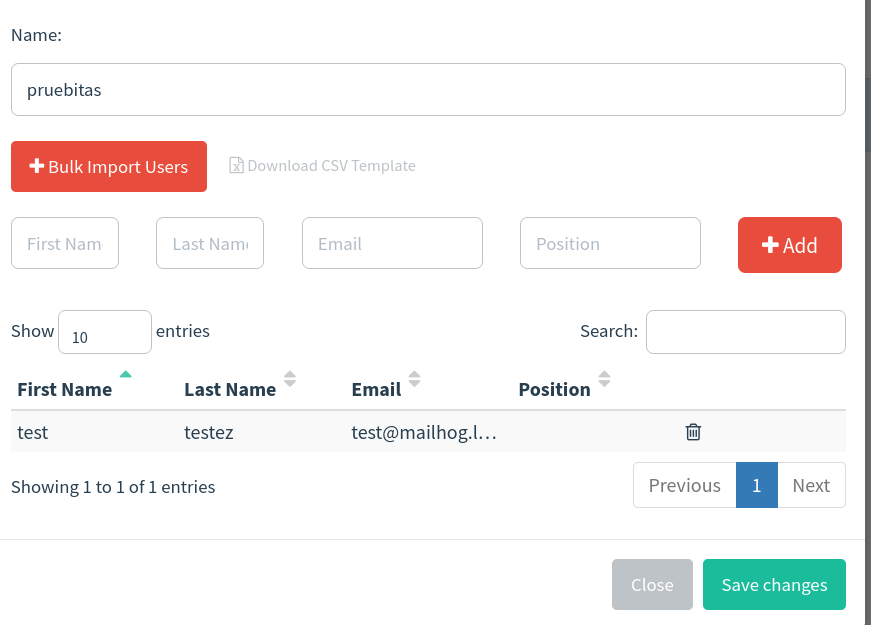 Name:
pruebitas
Bulk Import Users Download CSV Template
First Nam Last Nam Email Position Add
Show 10 entries Search:
First Name Last Name Email Position
test testez test@mailhog.l...
Showing 1 to 1 of 1 entries Previous 1 Next
Close Save changes